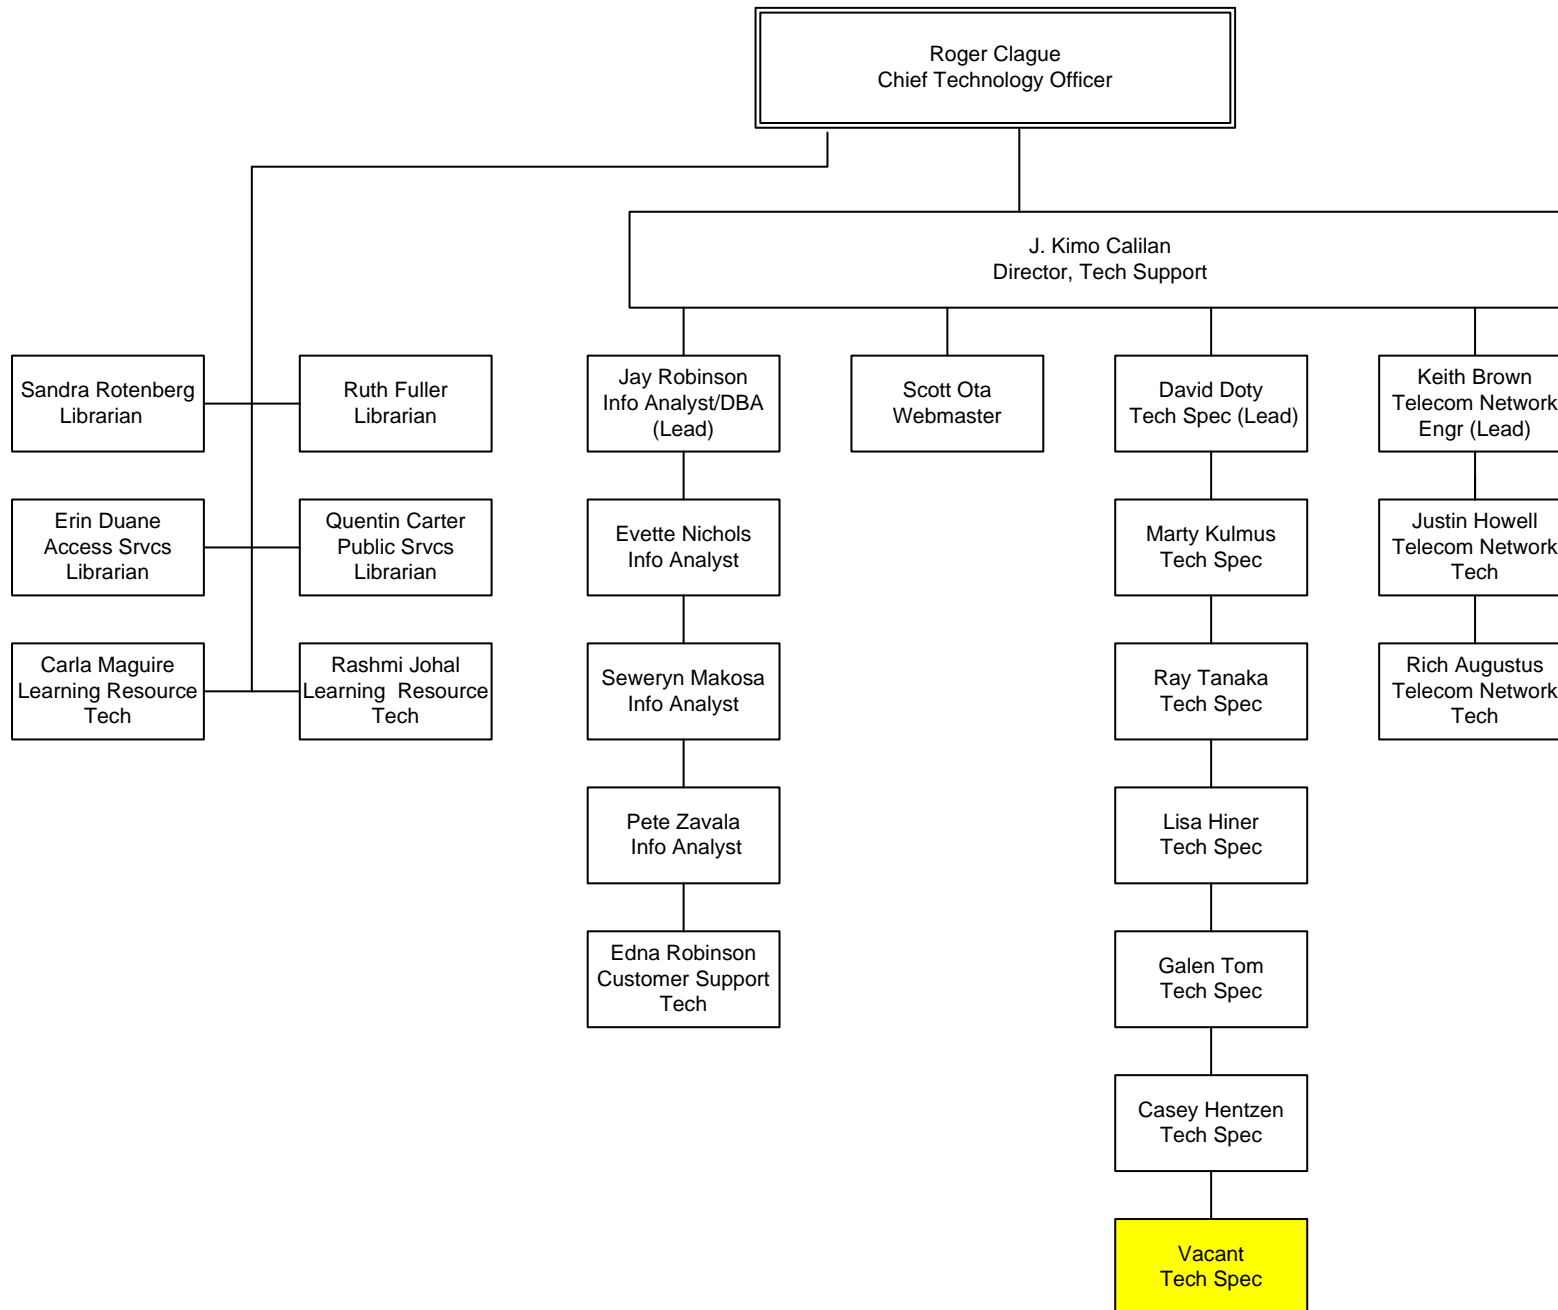 Roger Clague
Chief Technology Officer
J. Kimo Calilan
Director, Tech Support
Sandra Rotenberg
Librarian
Ruth Fuller
Librarian
Jay Robinson
Info Analyst/DBA
(Lead)
Scott Ota
Webmaster
David Doty
Tech Spec (Lead)
Keith Brown
Telecom Network
Engr (Lead)
Erin Duane
Access Srvcs
Librarian
Quentin Carter
Public Srvcs
Librarian
Evette Nichols
Info Analyst
Marty Kulmus
Tech Spec
Justin Howell
Telecom Network
Tech
Carla Maguire
Learning Resource
Tech
Rashmi Johal
Learning  Resource
Tech
Seweryn Makosa
Info Analyst
Ray Tanaka
Tech Spec
Rich Augustus
Telecom Network
Tech
Pete Zavala
Info Analyst
Lisa Hiner
Tech Spec
Edna Robinson
Customer Support
Tech
Galen Tom
Tech Spec
Casey Hentzen
Tech Spec
Vacant
Tech Spec